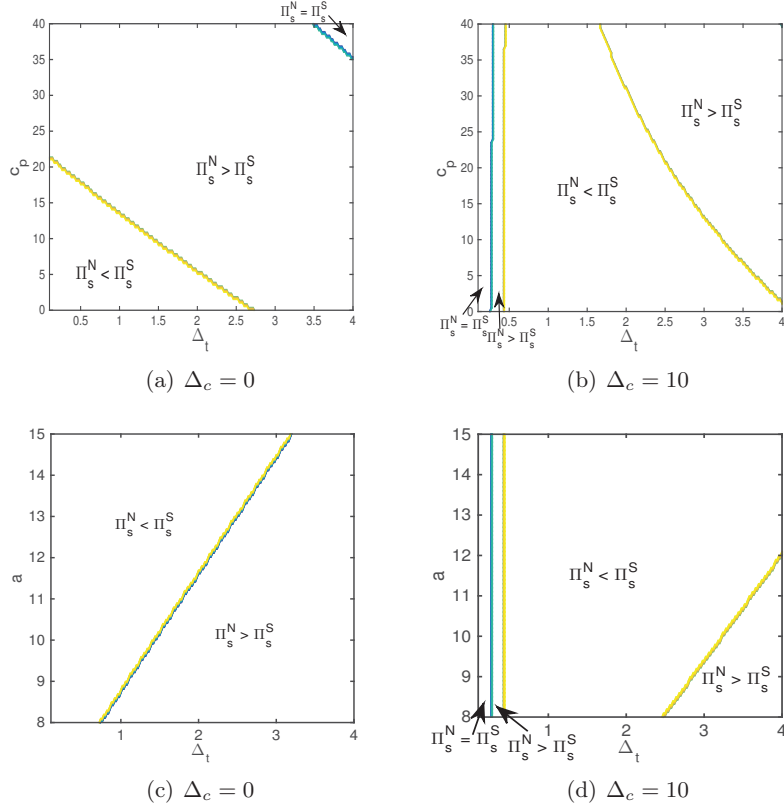 Π_s^N = Π_s^S
40
35
30
25
20
15
10
5
0
c_p
Π_s^N > Π_s^S
Π_s^N < Π_s^S
0.5 1 1.5 2 2.5 3 3.5 4
Δ_t
(a) Δ_c = 0
40
35
30
25
20
15
10
5
0
c_p
Π_s^N > Π_s^S
Π_s^N < Π_s^S
Π_s^N = Π_s^S
Π_s^N > Π_s^S
0.5 1 1.5 2 2.5 3 3.5 4
Δ_t
(b) Δ_c = 10
15
14
13
12
11
10
9
8
a
Π_s^N < Π_s^S
Π_s^N > Π_s^S
1 2 3 4
Δ_t
(c) Δ_c = 0
15
14
13
12
11
10
9
8
a
Π_s^N < Π_s^S
Π_s^N > Π_s^S
Π_s^N = Π_s^S
Π_s^N > Π_s^S
1 2 3 4
Δ_t
(d) Δ_c = 10